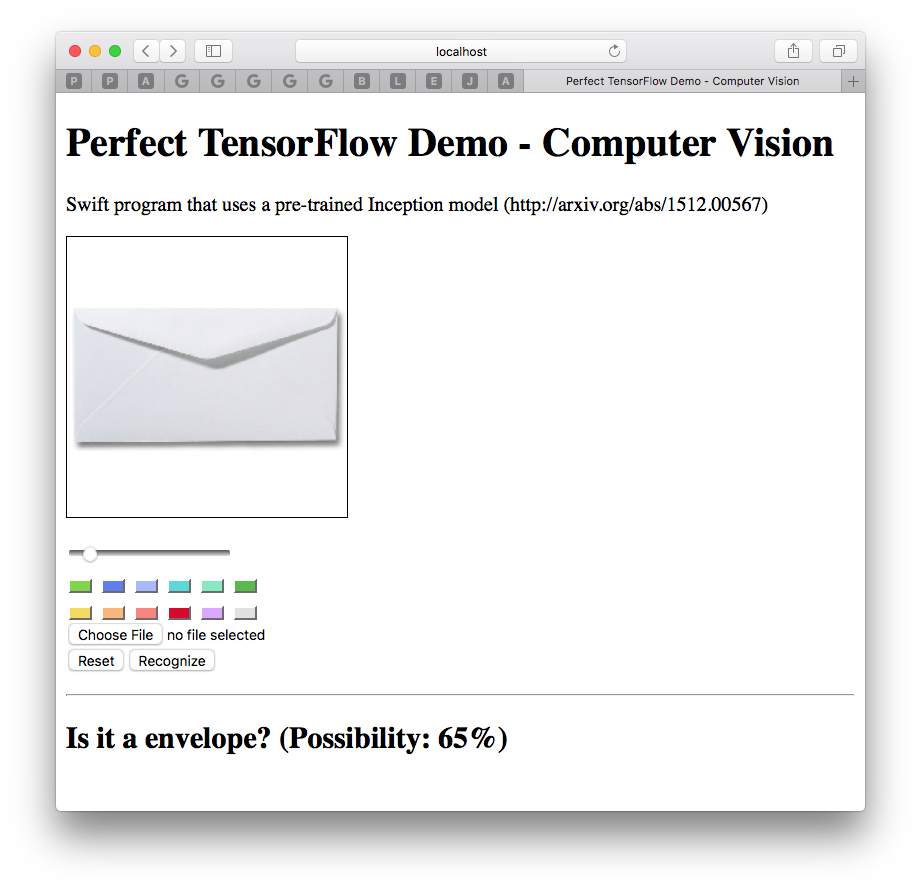 localhost
P P A G G G G G B L E J A Perfect TensorFlow Demo - Computer Vision
Perfect TensorFlow Demo - Computer Vision
Swift program that uses a pre-trained Inception model (http://arxiv.org/abs/1512.00567)
Choose File no file selected
Reset Recognize
Is it a envelope? (Possibility: 65%)